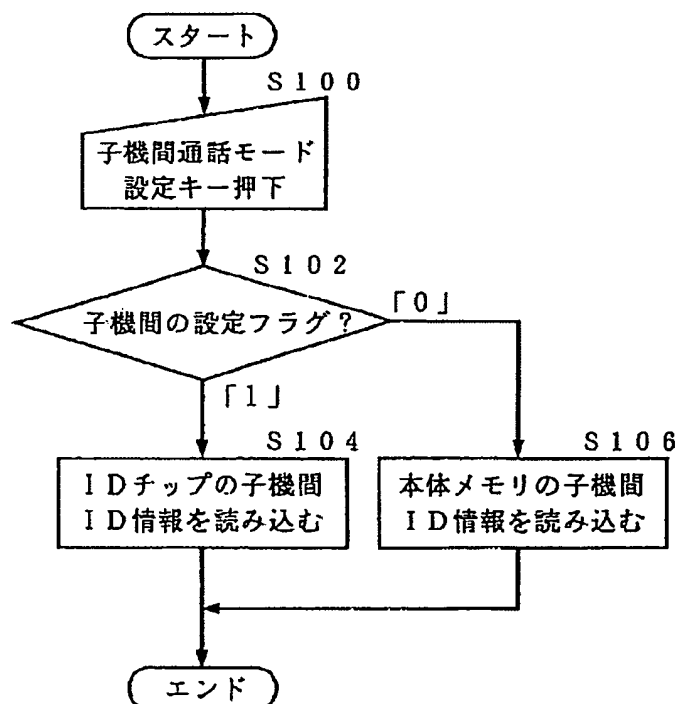 スタート
S100
子機間通話モード
設定キー押下
S102
子機間の設定フラグ?
「0」
「1」
S104
IDチップの子機間
ID情報を読み込む
S106
本体メモリの子機間
ID情報を読み込む
エンド